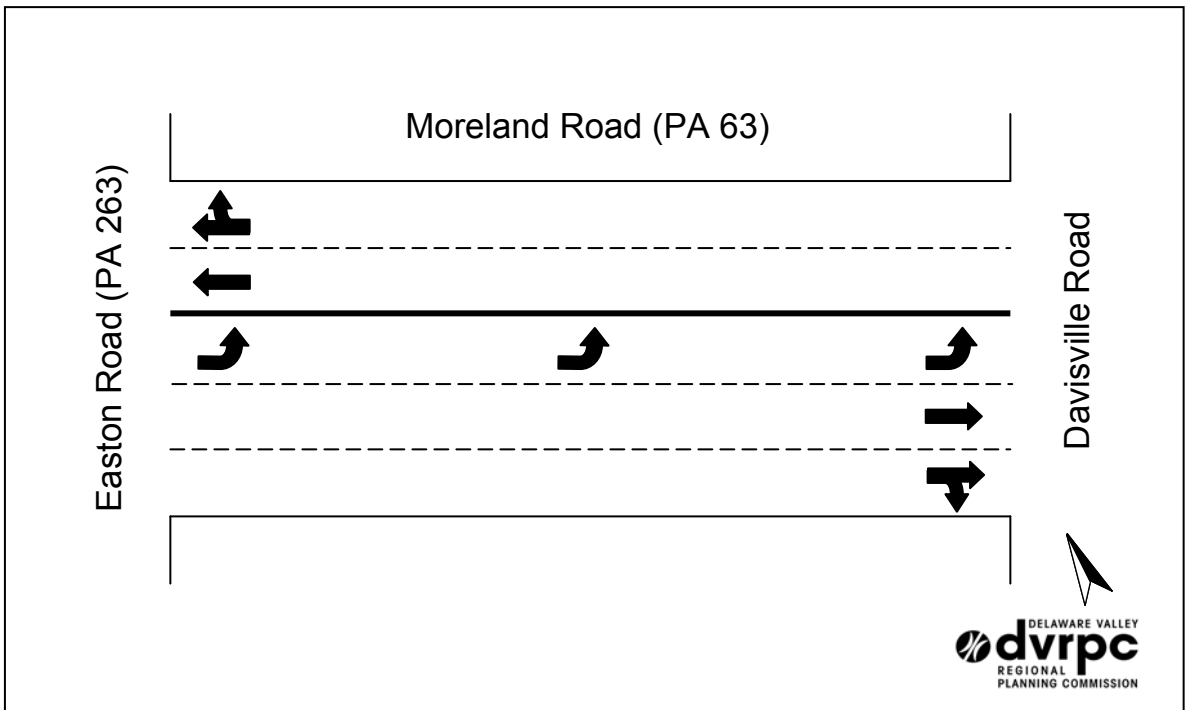 Moreland Road (PA 63)
Easton Road (PA 263)
Davisville Road
DELAWARE VALLEY
dvrpc
REGIONAL
PLANNING COMMISSION